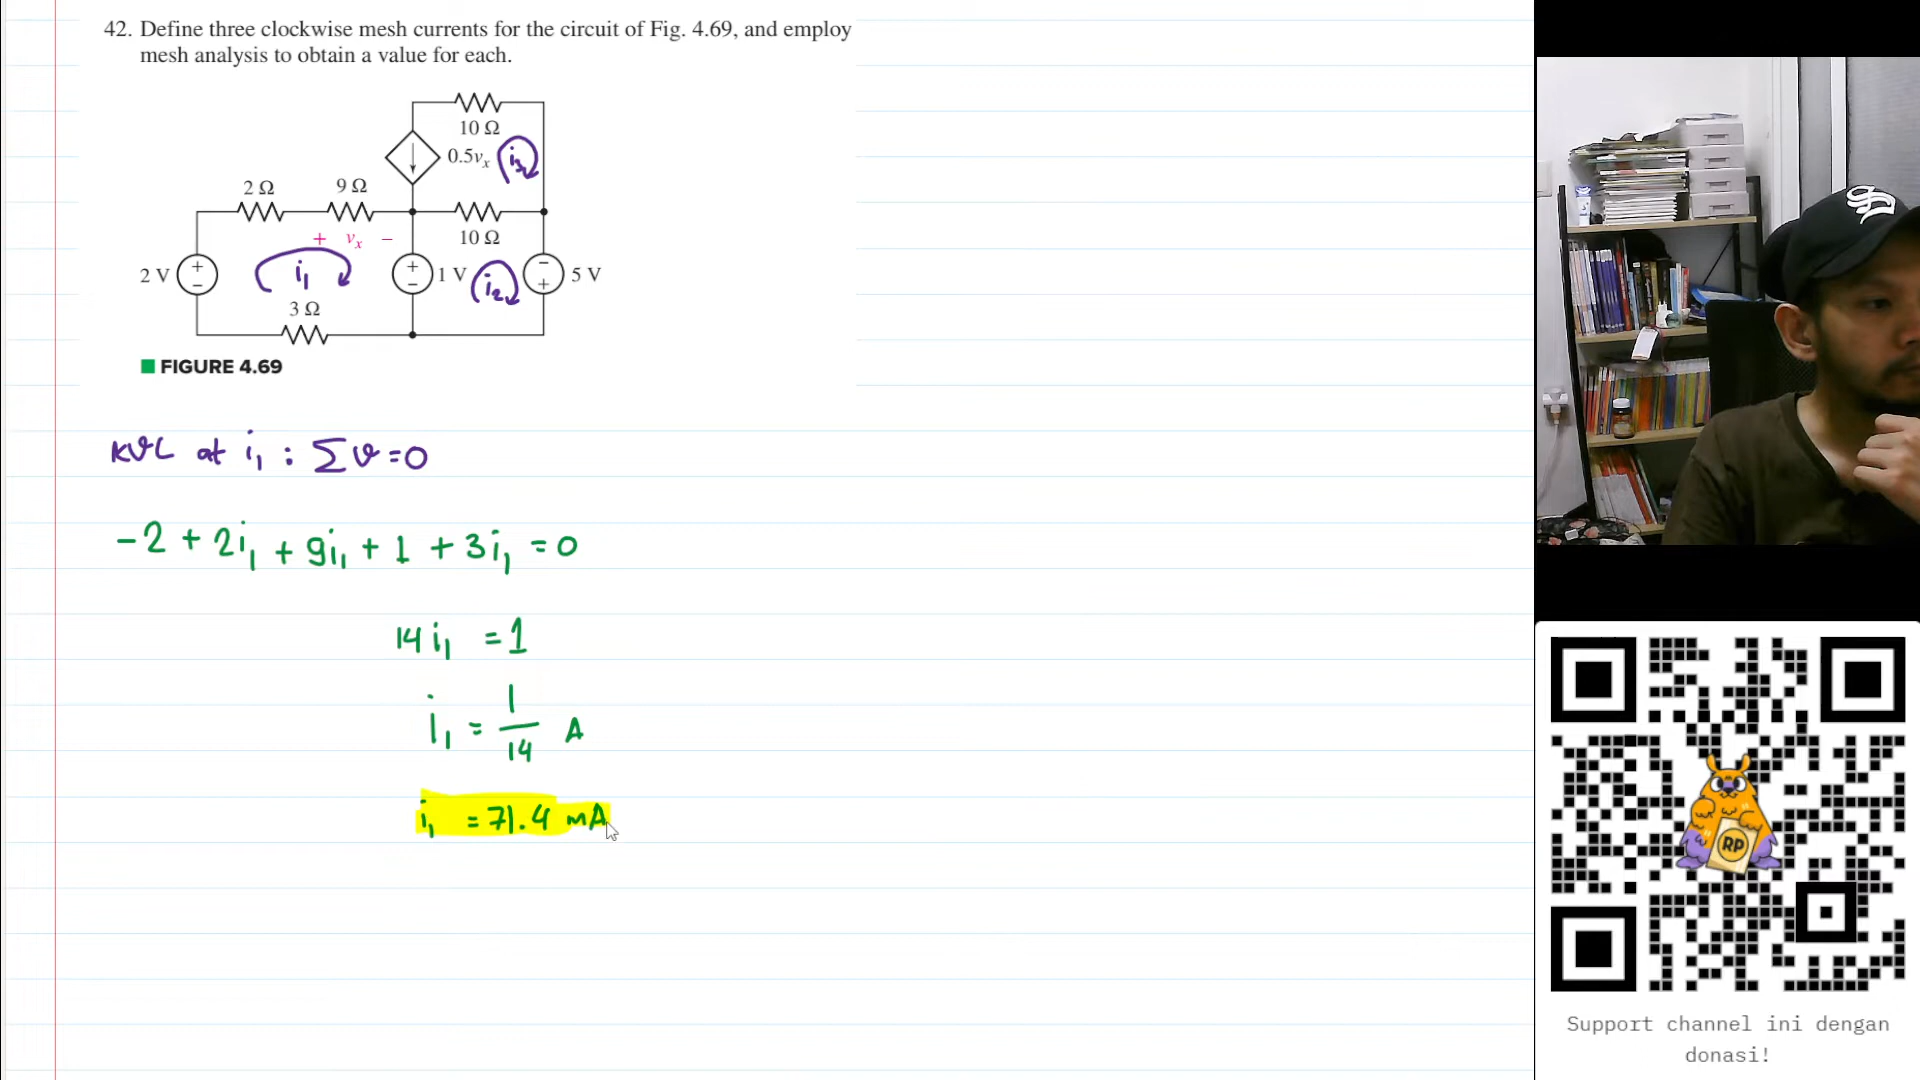 42. Define three clockwise mesh currents for the circuit of Fig. 4.69, and employ
mesh analysis to obtain a value for each.
10 Ω
0.5vₓ
i₃
2 Ω
9 Ω
+ vₓ −
10 Ω
2 V
+
−
i₁
+
−
1 V
i₂
−
+
5 V
3 Ω
FIGURE 4.69
KVL at i₁ : Σv=0
-2 + 2i₁ + 9i₁ + 1 + 3i₁ = 0
14i₁ = 1
i₁ = 1/14 A
i₁ = 71.4 mA
RP
Support channel ini dengan
donasi!